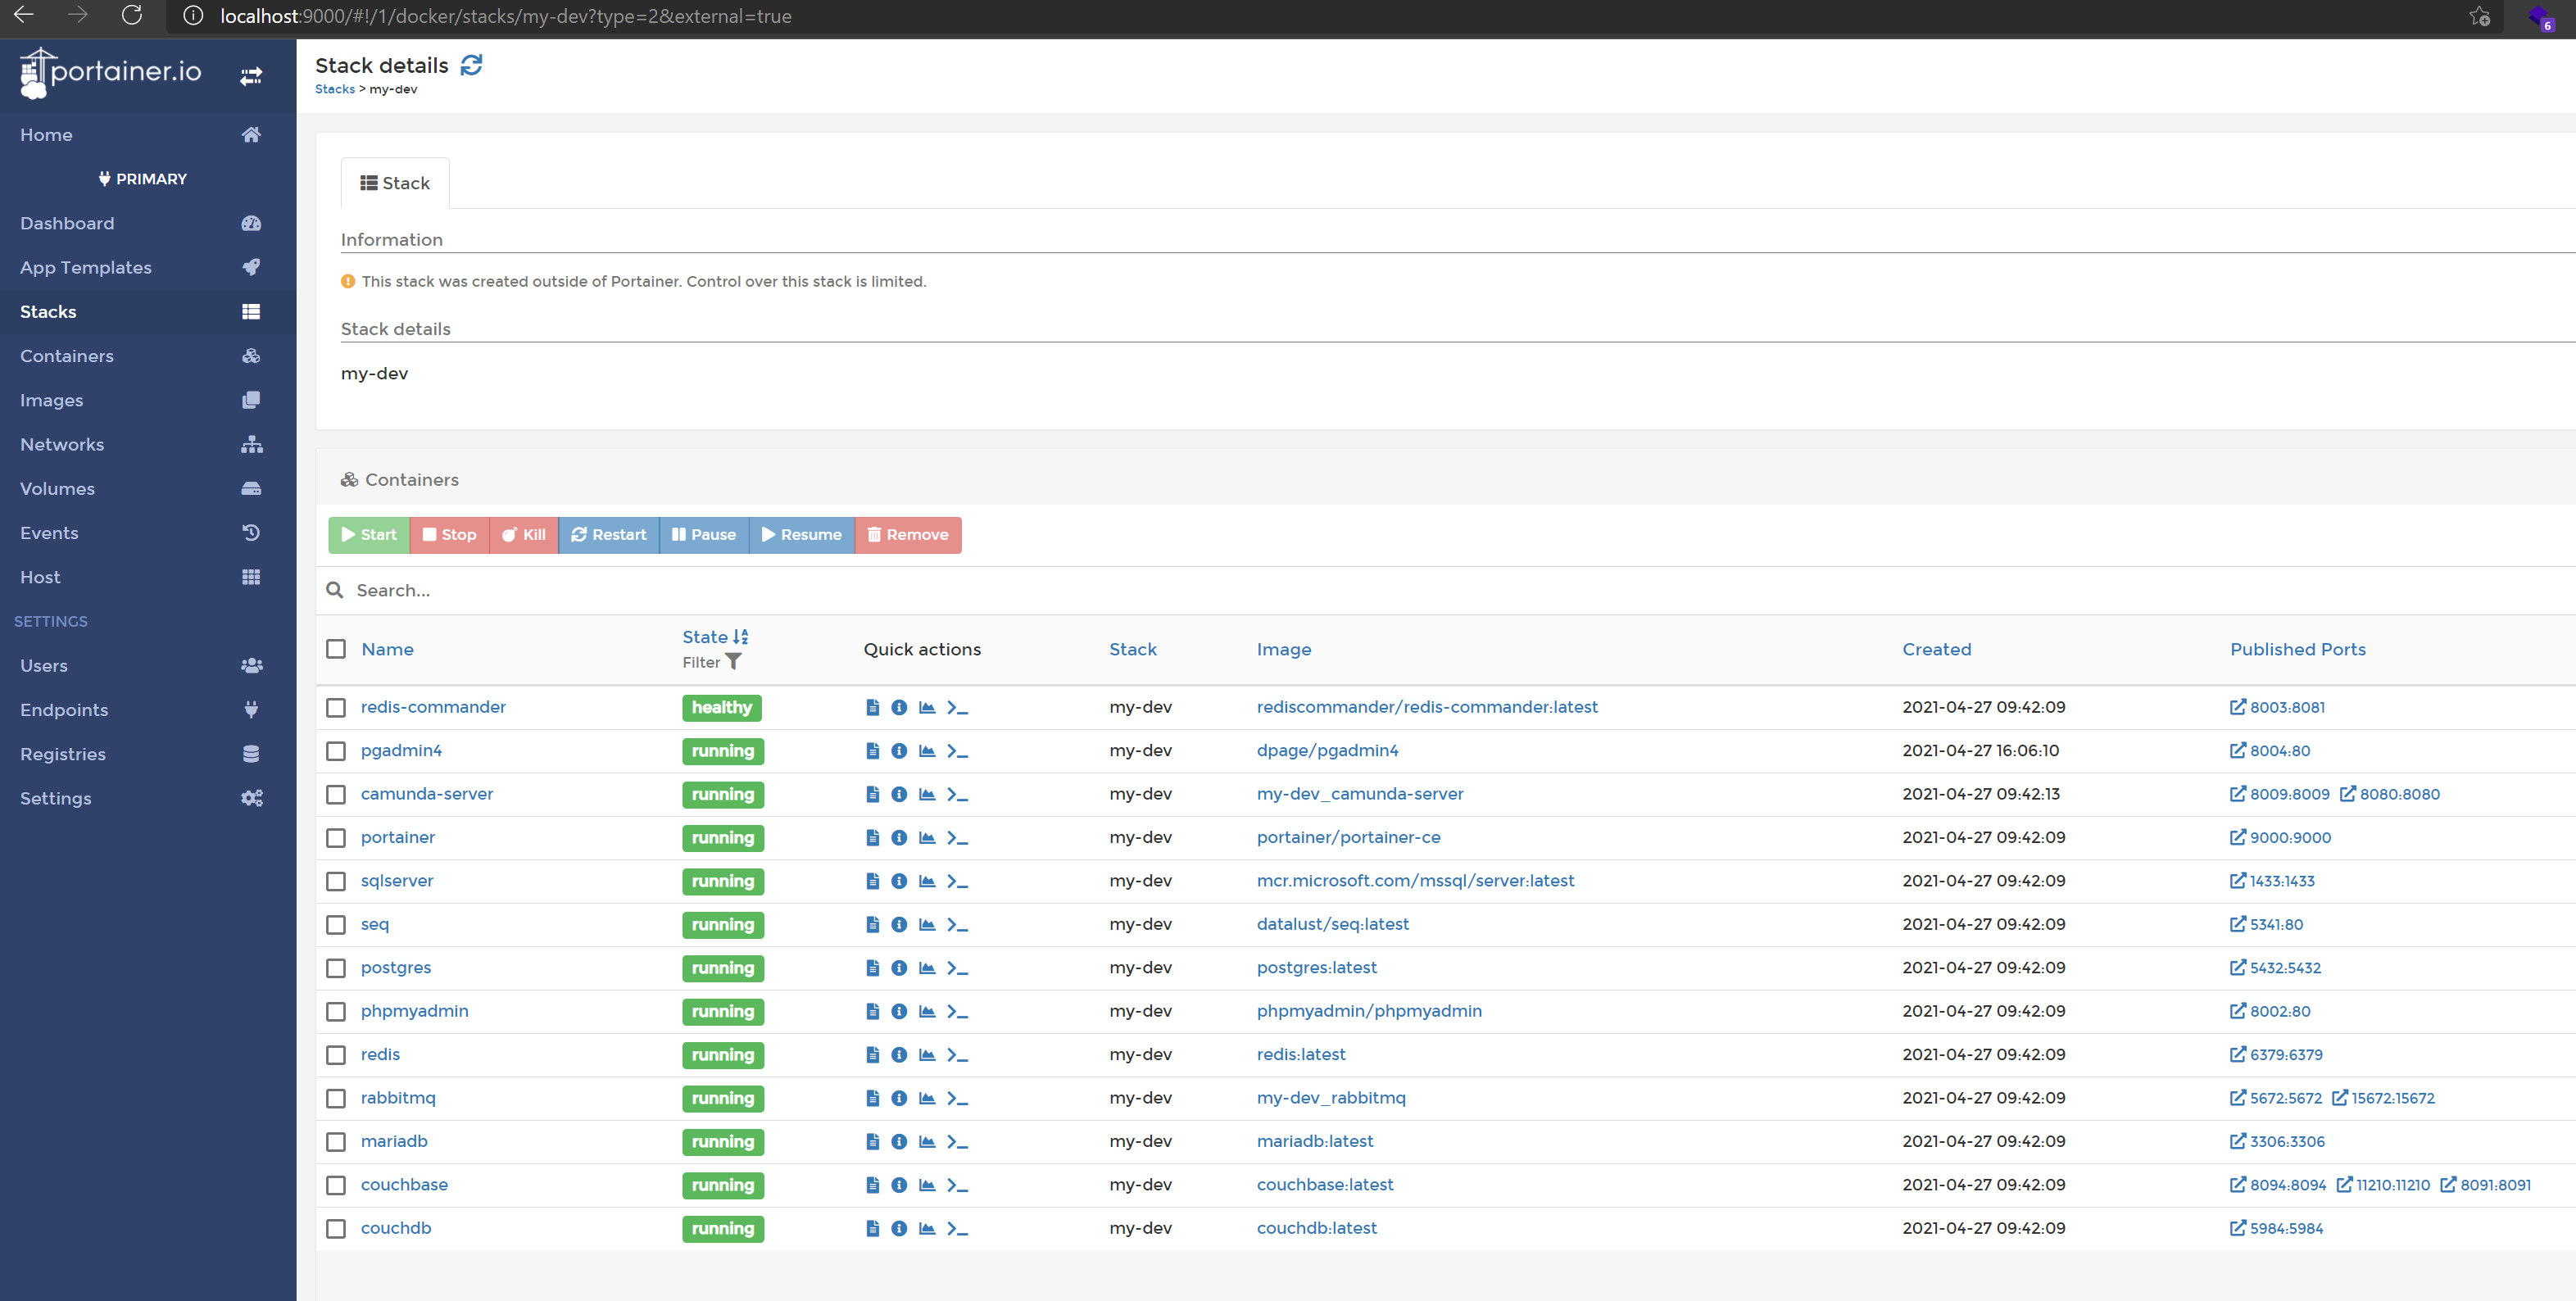 localhost:9000/#!/1/docker/stacks/my-dev?type=2&external=true
6
portainer.io
Home
PRIMARY
Dashboard
App Templates
Stacks
Containers
Images
Networks
Volumes
Events
Host
SETTINGS
Users
Endpoints
Registries
Settings
Stack details
Stacks > my-dev
Stack
Information
This stack was created outside of Portainer. Control over this stack is limited.
Stack details
my-dev
Containers
Start Stop Kill Restart Pause Resume Remove
Search...
Name State Filter Quick actions Stack Image Created Published Ports
redis-commander healthy my-dev rediscommander/redis-commander:latest 2021-04-27 09:42:09 8003:8081
pgadmin4 running my-dev dpage/pgadmin4 2021-04-27 16:06:10 8004:80
camunda-server running my-dev my-dev_camunda-server 2021-04-27 09:42:13 8009:8009 8080:8080
portainer running my-dev portainer/portainer-ce 2021-04-27 09:42:09 9000:9000
sqlserver running my-dev mcr.microsoft.com/mssql/server:latest 2021-04-27 09:42:09 1433:1433
seq running my-dev datalust/seq:latest 2021-04-27 09:42:09 5341:80
postgres running my-dev postgres:latest 2021-04-27 09:42:09 5432:5432
phpmyadmin running my-dev phpmyadmin/phpmyadmin 2021-04-27 09:42:09 8002:80
redis running my-dev redis:latest 2021-04-27 09:42:09 6379:6379
rabbitmq running my-dev my-dev_rabbitmq 2021-04-27 09:42:09 5672:5672 15672:15672
mariadb running my-dev mariadb:latest 2021-04-27 09:42:09 3306:3306
couchbase running my-dev couchbase:latest 2021-04-27 09:42:09 8094:8094 11210:11210 8091:8091
couchdb running my-dev couchdb:latest 2021-04-27 09:42:09 5984:5984